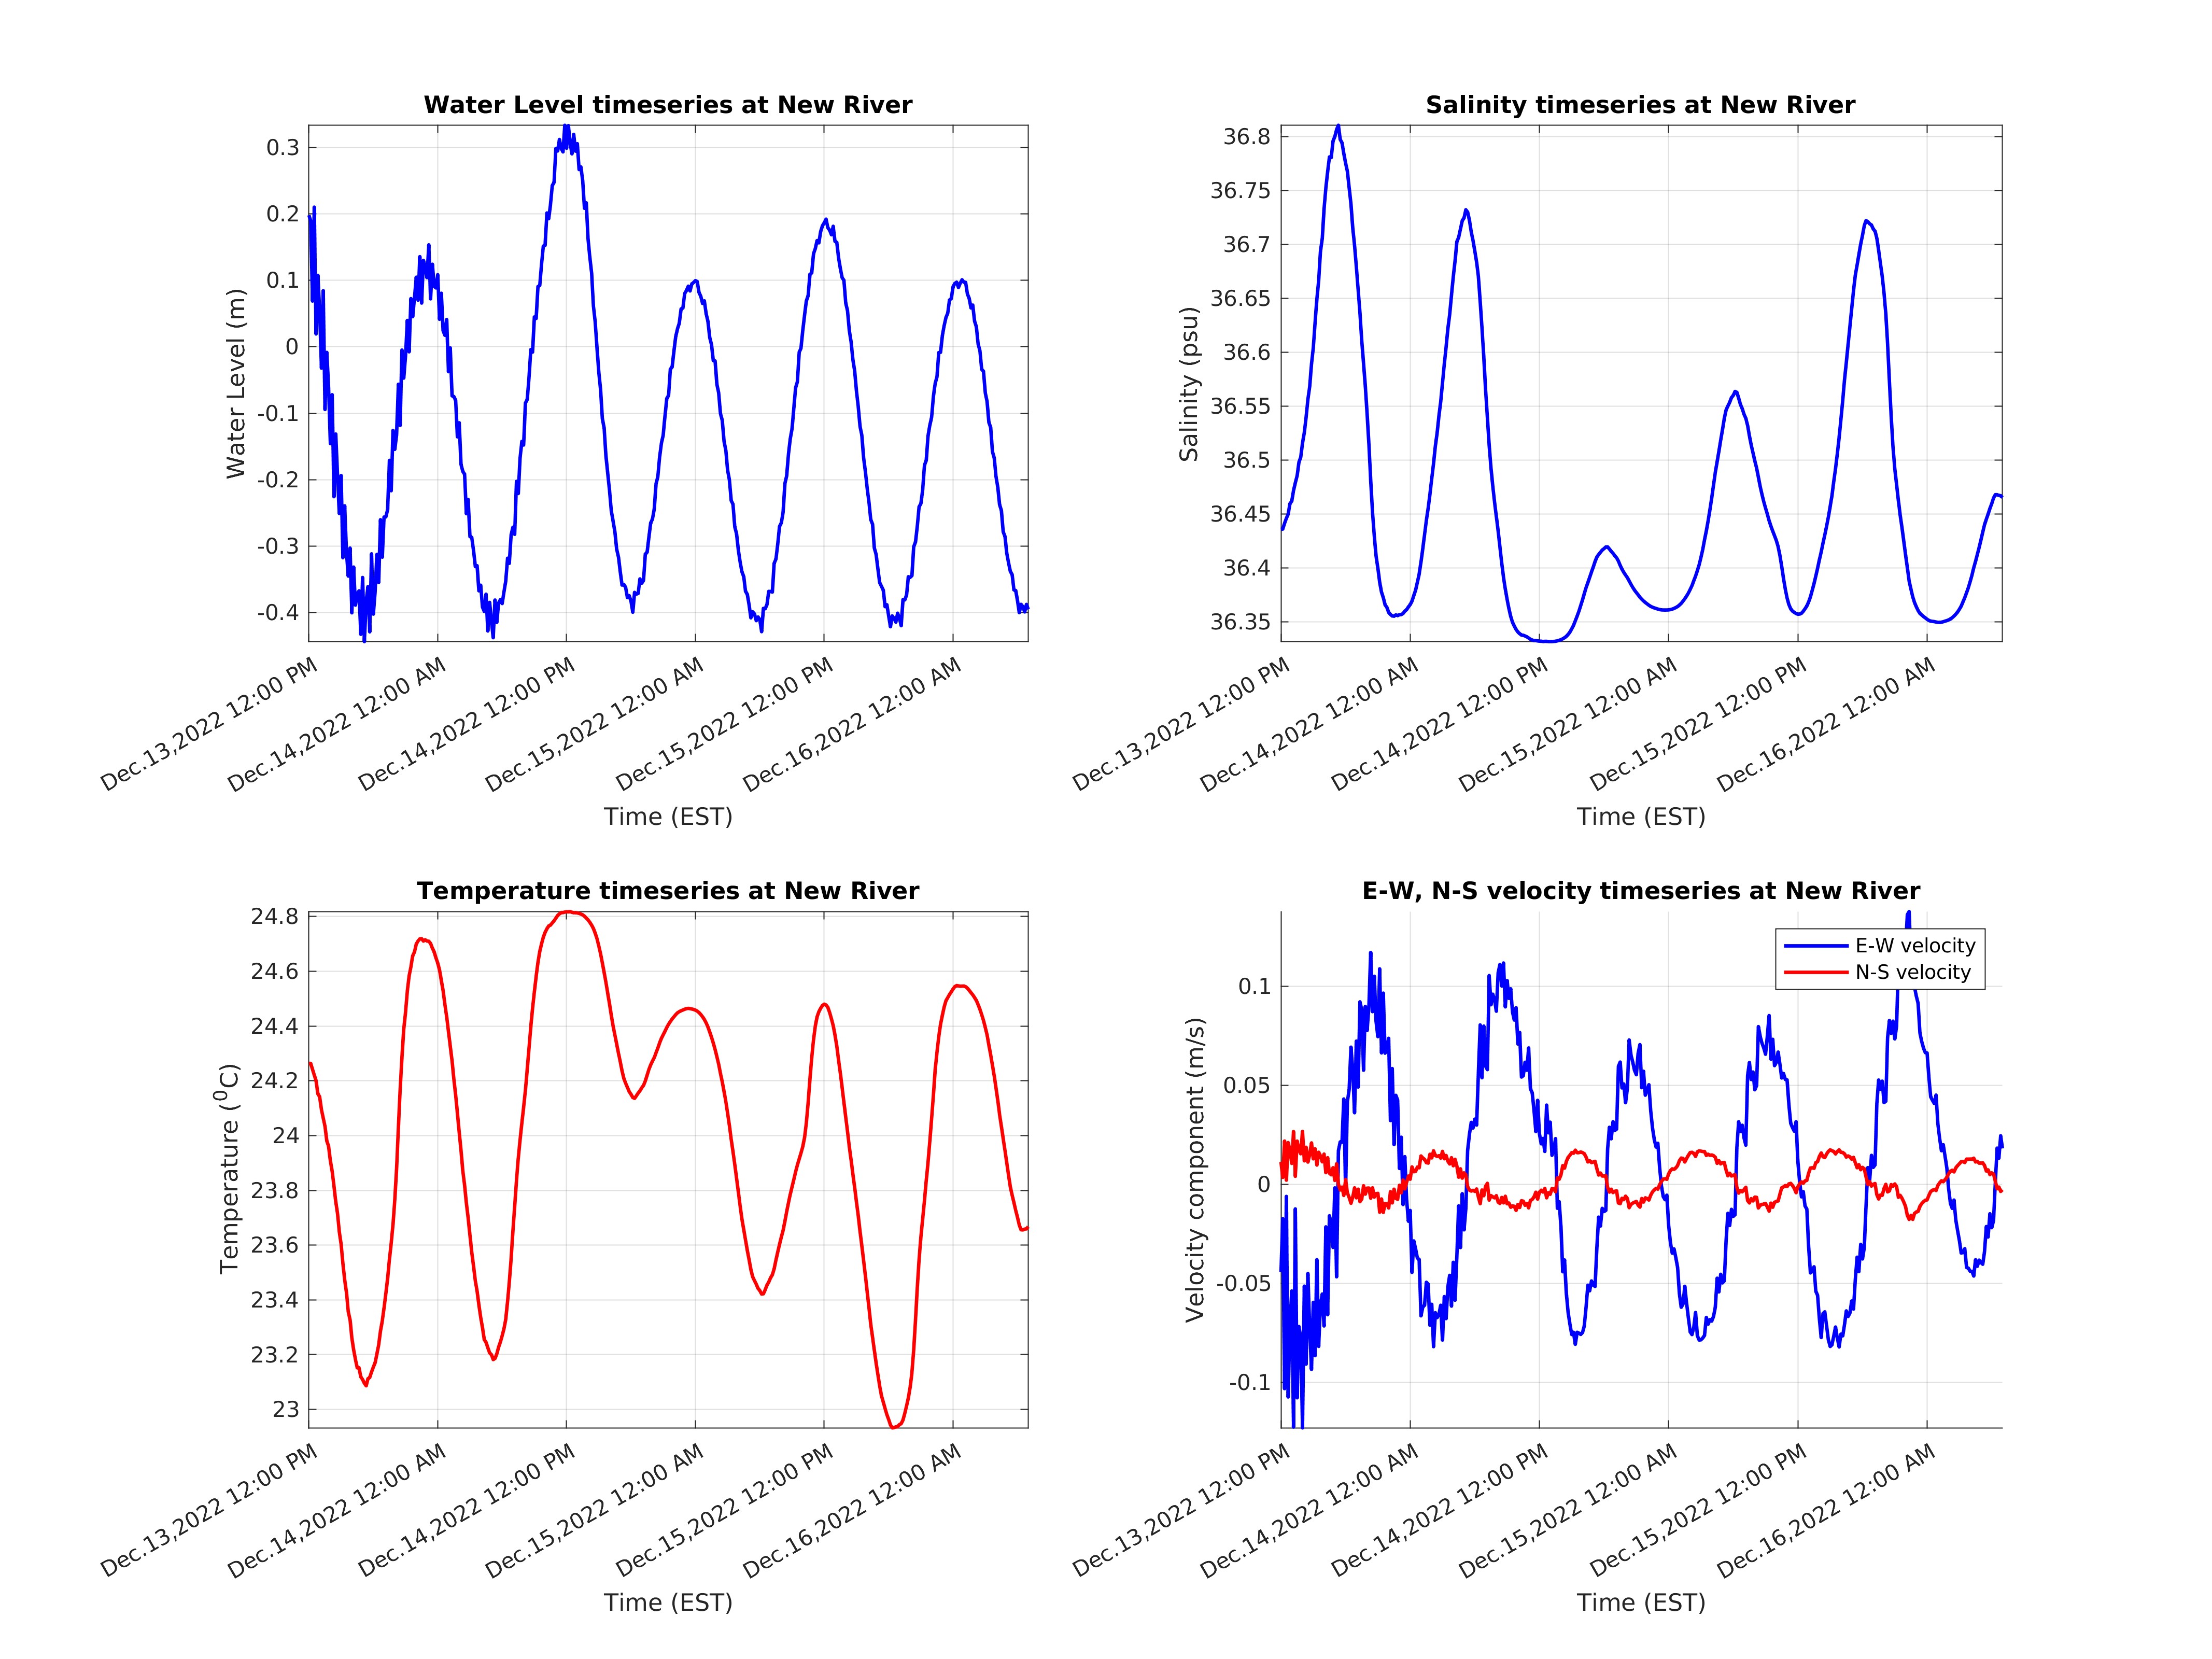 Water Level timeseries at New River
Water Level (m)
0.3
0.2
0.1
0
-0.1
-0.2
-0.3
-0.4
Dec.13,2022 12:00 PM
Dec.14,2022 12:00 AM
Dec.14,2022 12:00 PM
Dec.15,2022 12:00 AM
Dec.15,2022 12:00 PM
Dec.16,2022 12:00 AM
Time (EST)
Salinity timeseries at New River
Salinity (psu)
36.8
36.75
36.7
36.65
36.6
36.55
36.5
36.45
36.4
36.35
Dec.13,2022 12:00 PM
Dec.14,2022 12:00 AM
Dec.14,2022 12:00 PM
Dec.15,2022 12:00 AM
Dec.15,2022 12:00 PM
Dec.16,2022 12:00 AM
Time (EST)
Temperature timeseries at New River
Temperature (⁰C)
24.8
24.6
24.4
24.2
24
23.8
23.6
23.4
23.2
23
Dec.13,2022 12:00 PM
Dec.14,2022 12:00 AM
Dec.14,2022 12:00 PM
Dec.15,2022 12:00 AM
Dec.15,2022 12:00 PM
Dec.16,2022 12:00 AM
Time (EST)
E-W, N-S velocity timeseries at New River
E-W velocity
N-S velocity
Velocity component (m/s)
0.1
0.05
0
-0.05
-0.1
Dec.13,2022 12:00 PM
Dec.14,2022 12:00 AM
Dec.14,2022 12:00 PM
Dec.15,2022 12:00 AM
Dec.15,2022 12:00 PM
Dec.16,2022 12:00 AM
Time (EST)